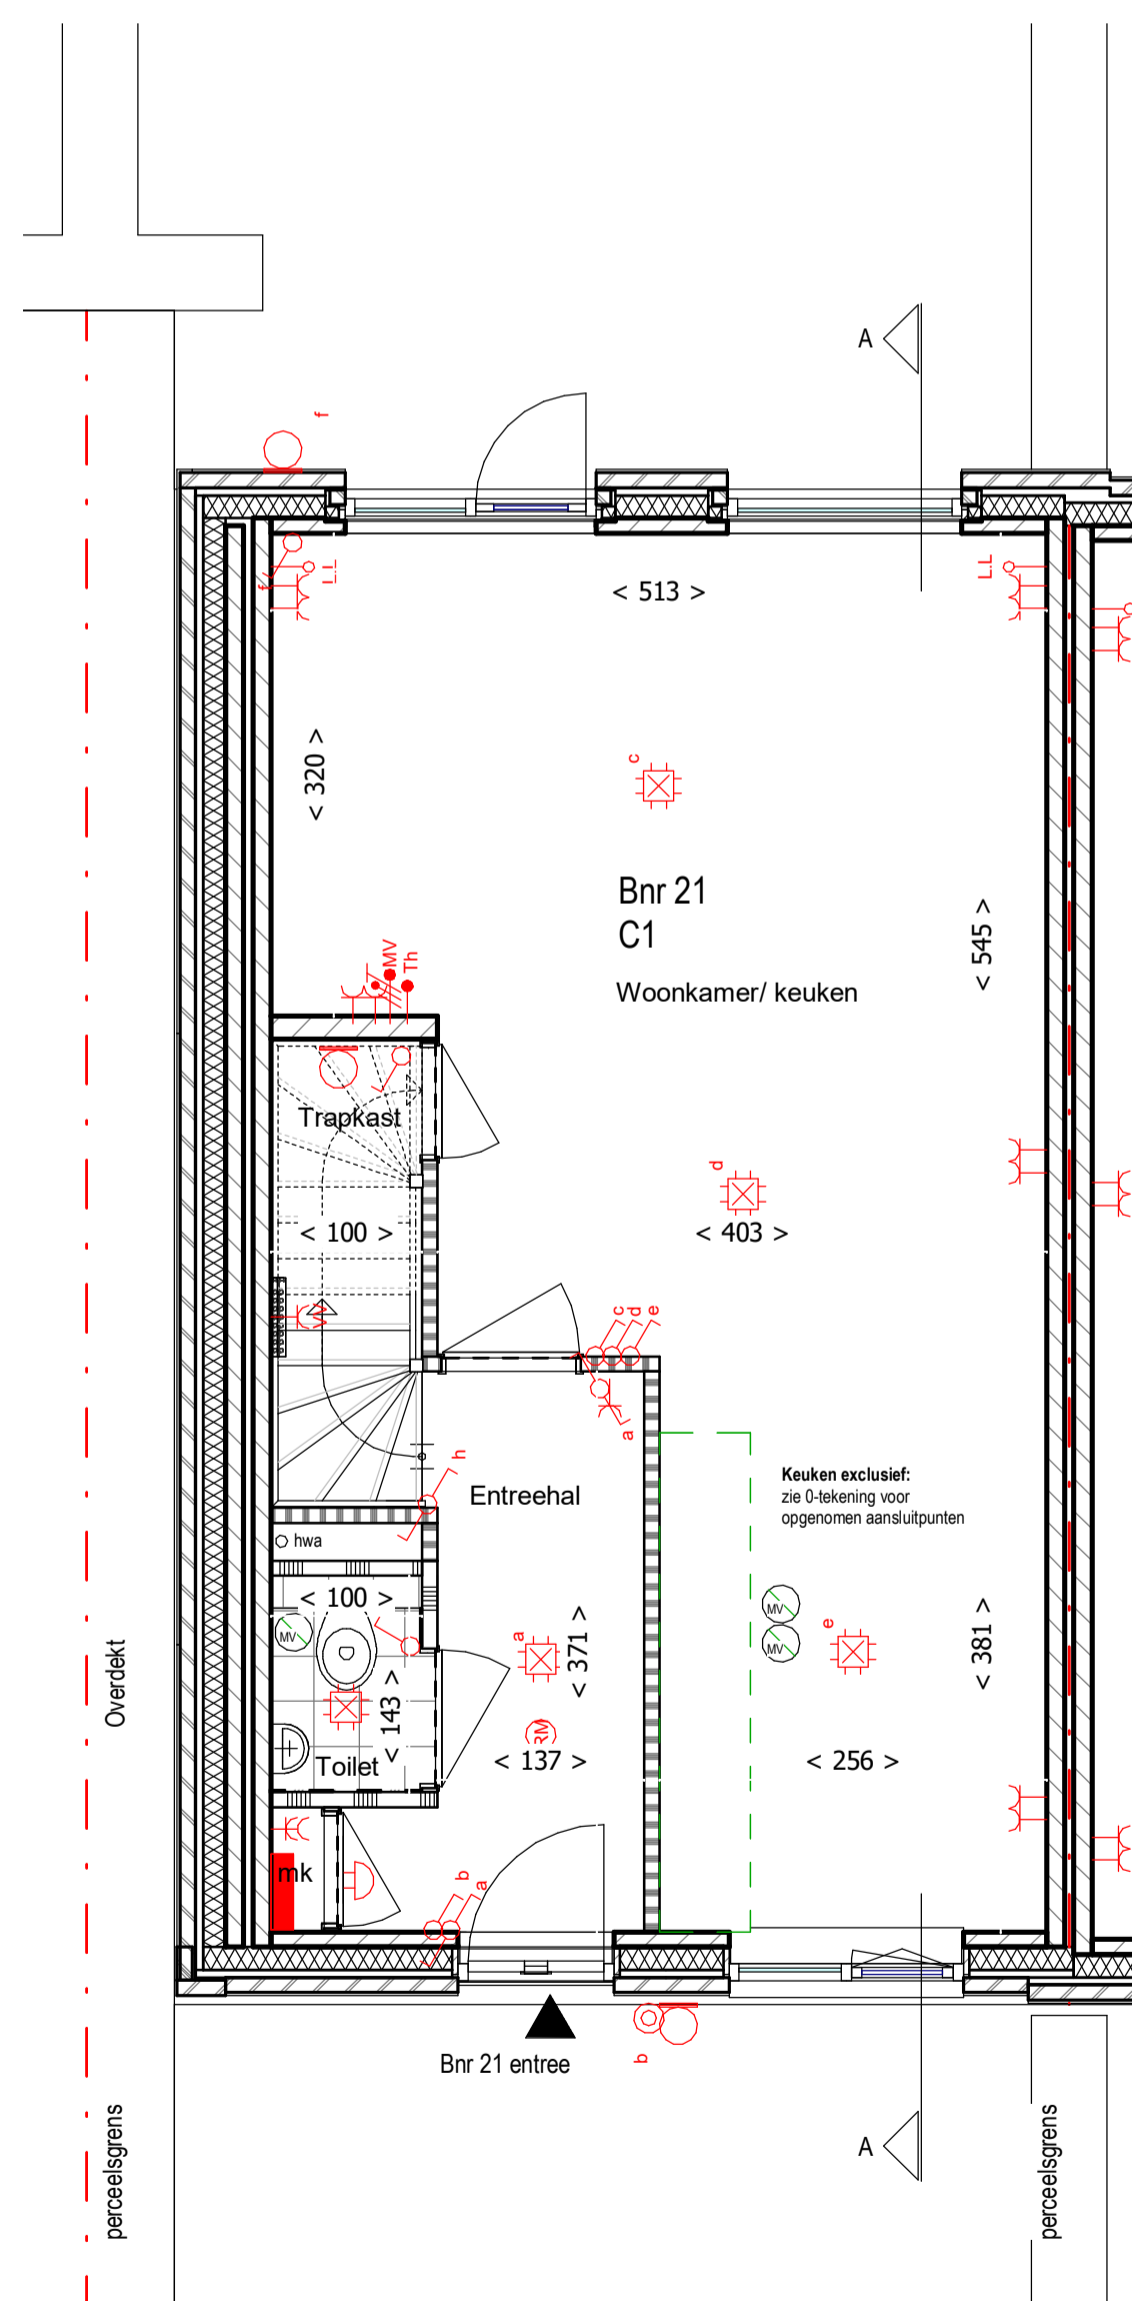 f
A
f
L.L
L.L
< 513 >
< 320 >
c
Bnr 21
C1
< 545 >
MV
Th
Woonkamer/ keuken
Trapkast
d
< 100 >
< 403 >
VV
c
d
e
a
h
Entreehal
Keuken exclusief:
zie 0-tekening voor
opgenomen aansluitpunten
hwa
< 100 >
MV
MV
MV
a
e
< 371 >
< 381 >
Overdekt
< 143 >
RM
Toilet
< 137 >
< 256 >
mk
b
a
b
Bnr 21 entree
A
perceelsgrens
perceelsgrens